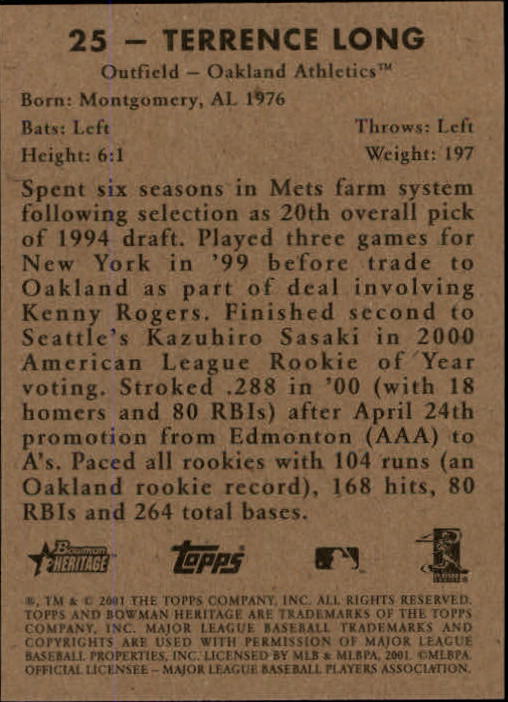 25 – TERRENCE LONG
Outfield – Oakland Athletics™
Born: Montgomery, AL 1976
Bats: Left Throws: Left
Height: 6:1 Weight: 197
Spent six seasons in Mets farm system
following selection as 20th overall pick
of 1994 draft. Played three games for
New York in '99 before trade to
Oakland as part of deal involving
Kenny Rogers. Finished second to
Seattle's Kazuhiro Sasaki in 2000
American League Rookie of Year
voting. Stroked .288 in '00 (with 18
homers and 80 RBIs) after April 24th
promotion from Edmonton (AAA) to
A's. Paced all rookies with 104 runs (an
Oakland rookie record), 168 hits, 80
RBIs and 264 total bases.
Bowman
HERITAGE™ Topps®
®, TM & © 2001 THE TOPPS COMPANY, INC. ALL RIGHTS RESERVED.
TOPPS AND BOWMAN HERITAGE ARE TRADEMARKS OF THE TOPPS
COMPANY, INC. MAJOR LEAGUE BASEBALL TRADEMARKS AND
COPYRIGHTS ARE USED WITH PERMISSION OF MAJOR LEAGUE
BASEBALL PROPERTIES, INC. LICENSED BY MLB & MLBPA, 2001. ©MLBPA
OFFICIAL LICENSEE – MAJOR LEAGUE BASEBALL PLAYERS ASSOCIATION.